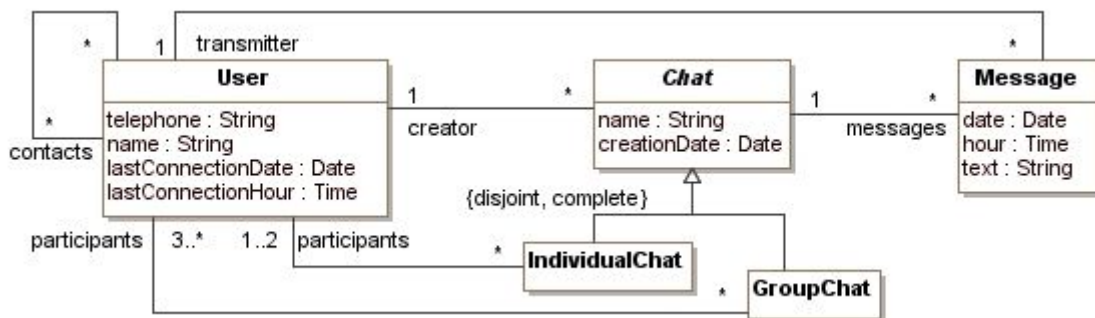 * 1 transmitter *
User
telephone : String
name : String
lastConnectionDate : Date
lastConnectionHour : Time
* contacts
1 creator *
Chat
name : String
creationDate : Date
1 messages *
Message
date : Date
hour : Time
text : String
{disjoint, complete}
participants 3..* 1..2 participants
*
IndividualChat
*
GroupChat